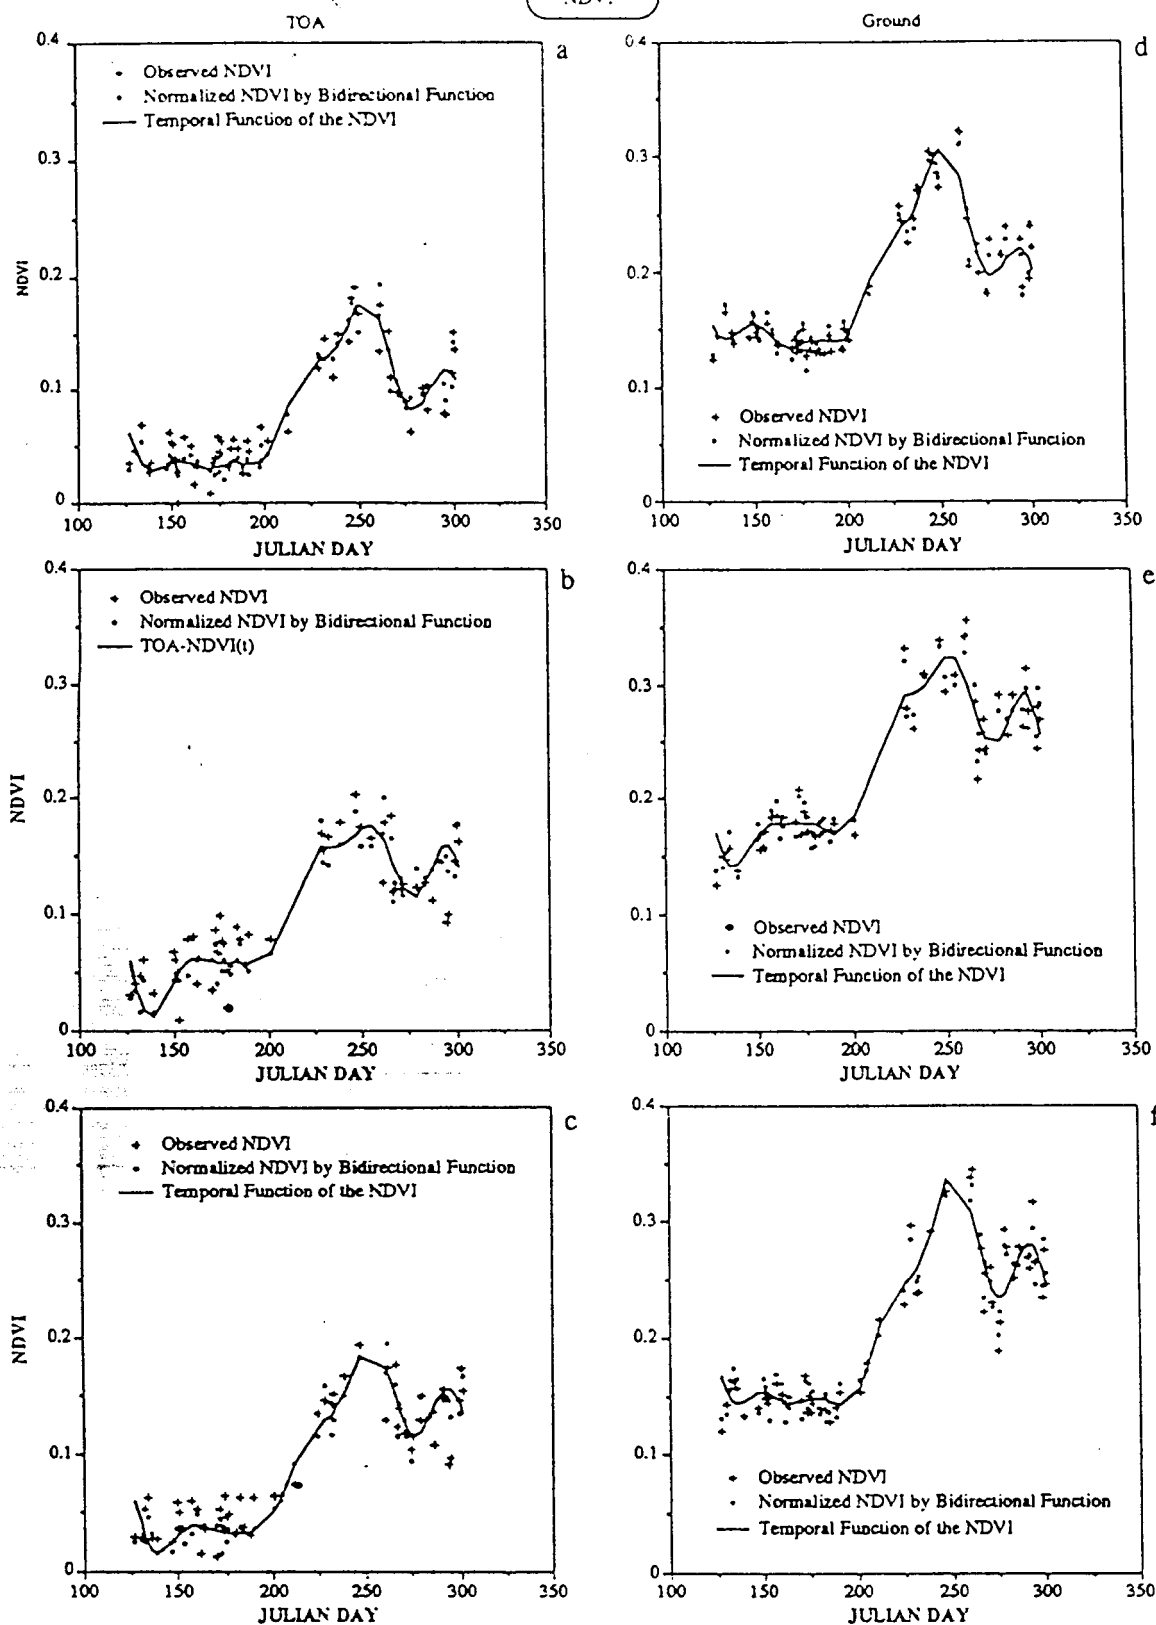 TOA
Ground
0.4
a
Observed NDVI
Normalized NDVI by Bidirectional Function
Temporal Function of the NDVI
0.3
NDVI
0.2
0.1
0
100 150 200 250 300 350
JULIAN DAY
0.4
d
0.3
0.2
0.1
Observed NDVI
Normalized NDVI by Bidirectional Function
Temporal Function of the NDVI
0
100 150 200 250 300 350
JULIAN DAY
0.4
b
Observed NDVI
Normalized NDVI by Bidirectional Function
TOA-NDVI(t)
0.3
NDVI
0.2
0.1
0
100 150 200 250 300 350
JULIAN DAY
0.4
e
0.3
0.2
0.1
Observed NDVI
Normalized NDVI by Bidirectional Function
Temporal Function of the NDVI
0
100 150 200 250 300 350
JULIAN DAY
0.4
c
Observed NDVI
Normalized NDVI by Bidirectional Function
Temporal Function of the NDVI
0.3
NDVI
0.2
0.1
0
100 150 200 250 300 350
JULIAN DAY
0.4
f
0.3
0.2
0.1
Observed NDVI
Normalized NDVI by Bidirectional Function
Temporal Function of the NDVI
0
100 150 200 250 300 350
JULIAN DAY